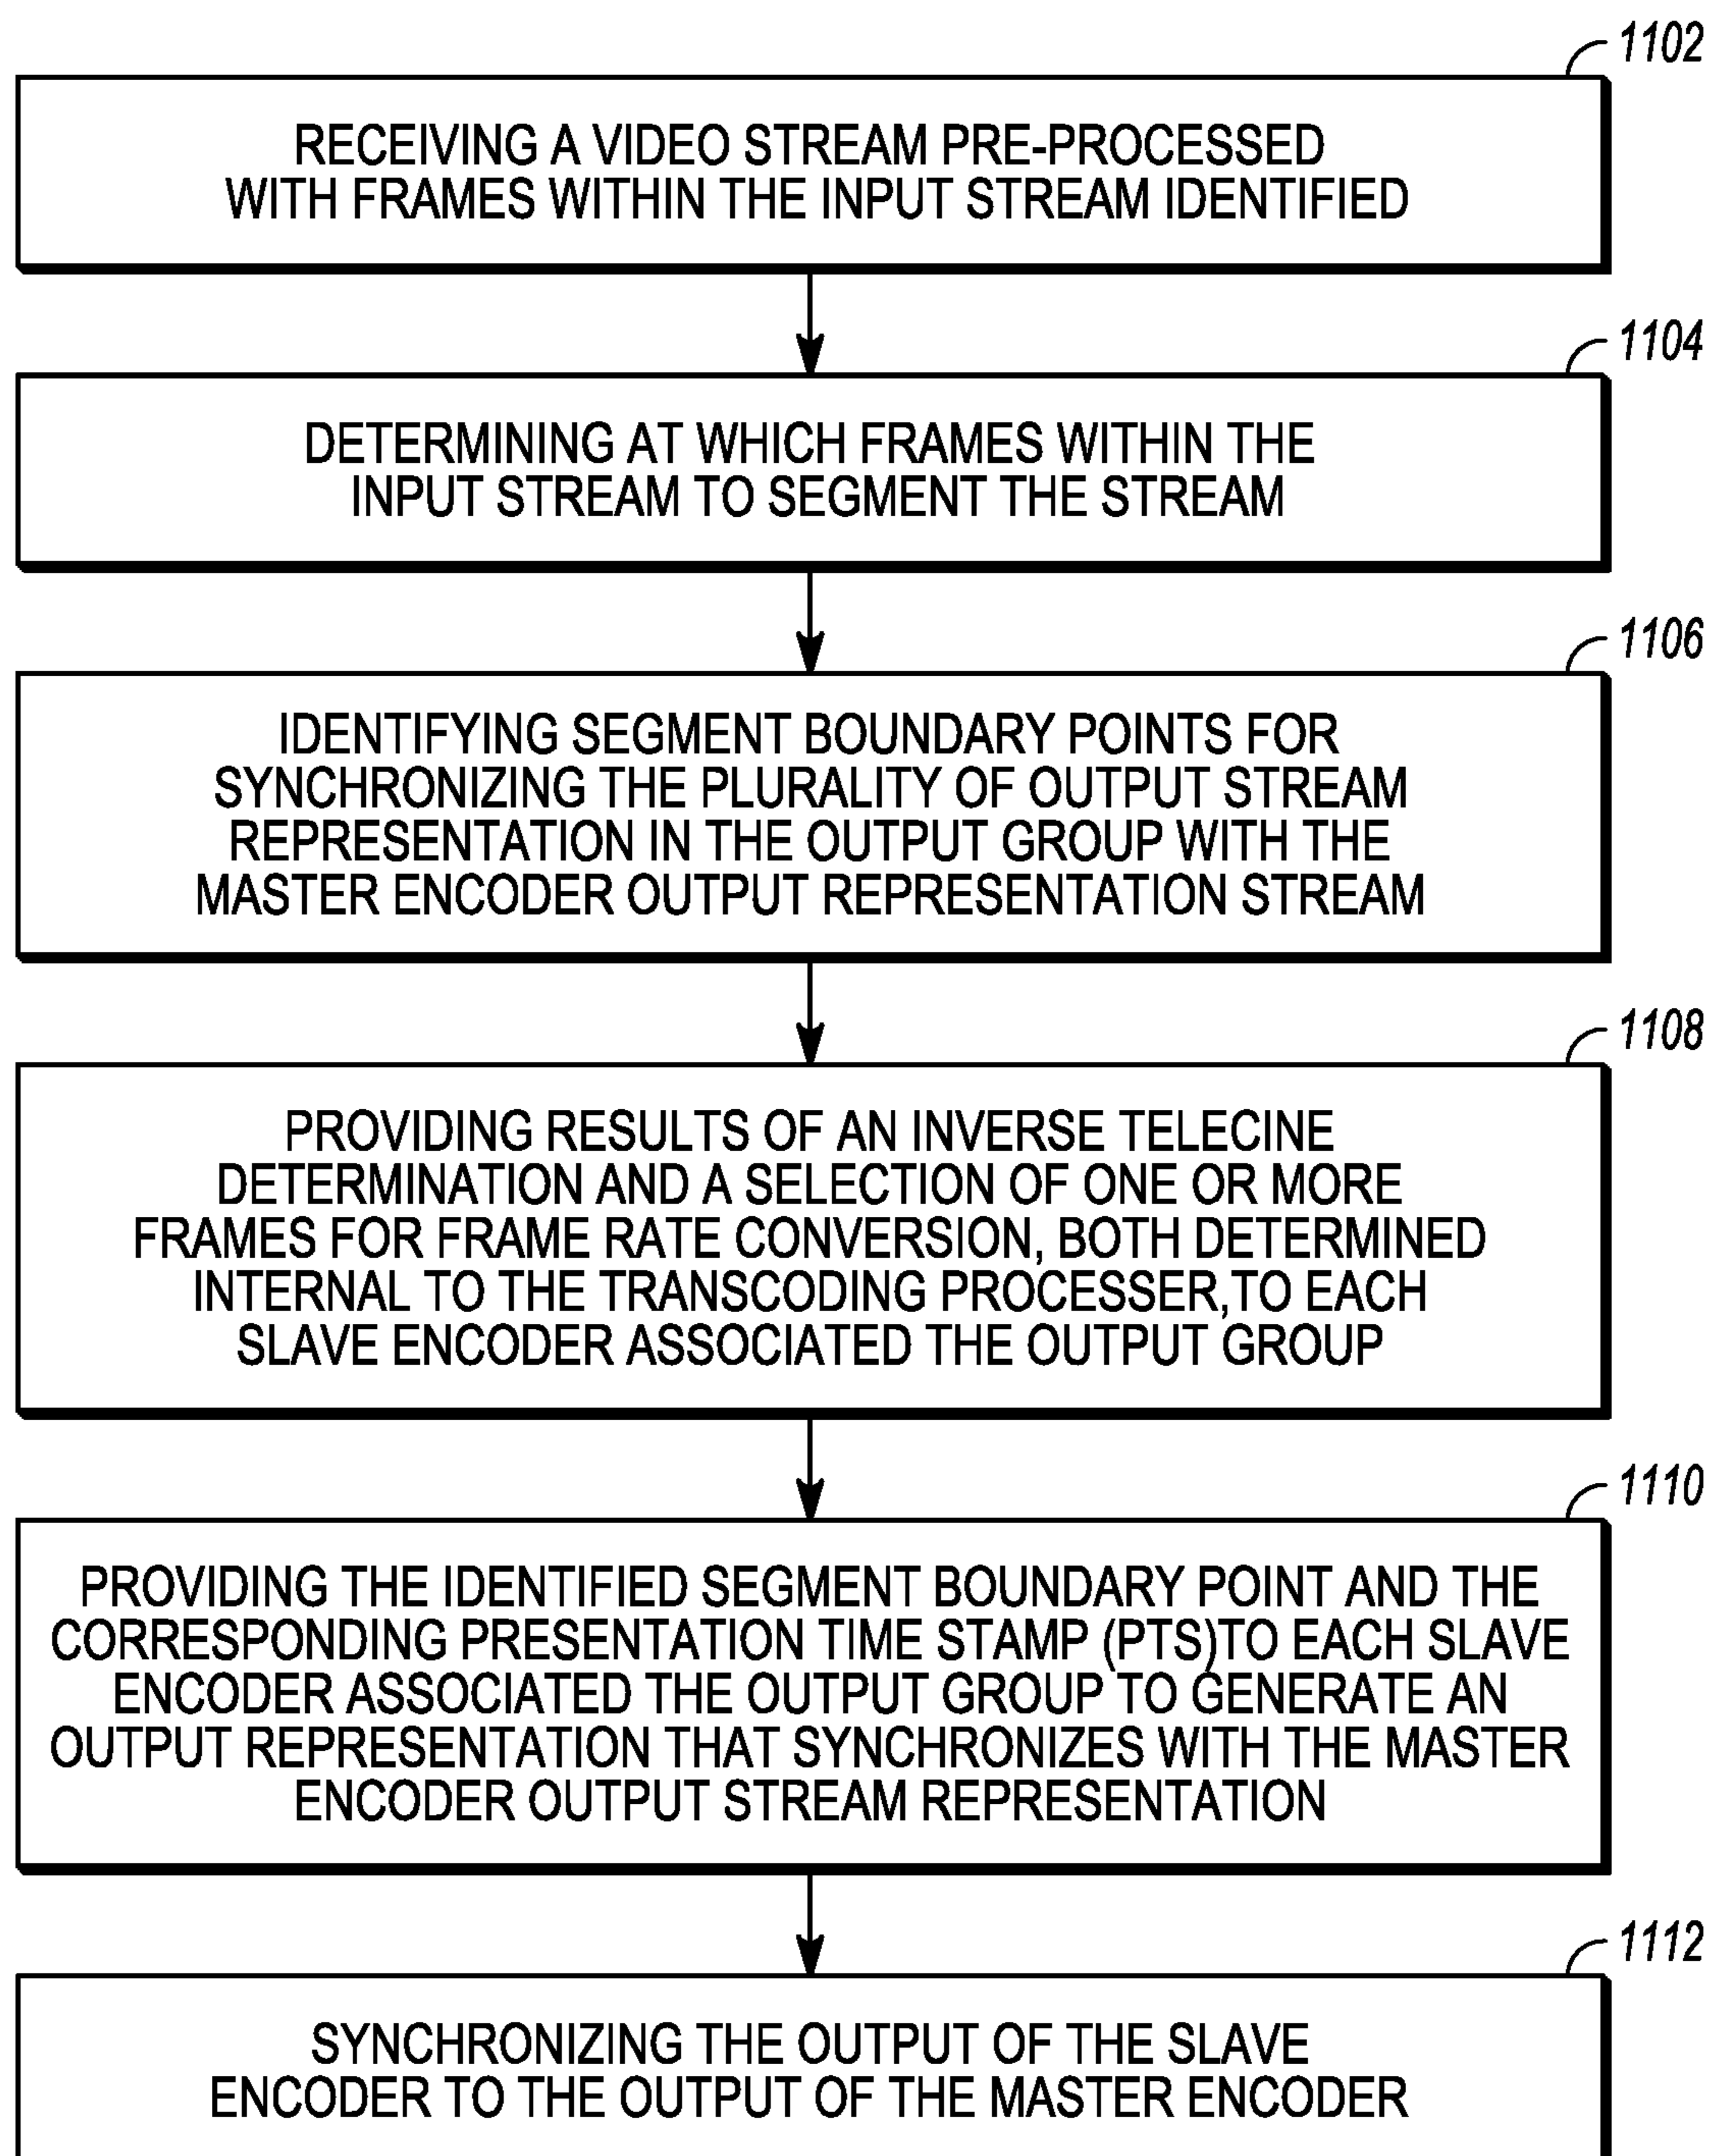 1102
RECEIVING A VIDEO STREAM PRE-PROCESSED
WITH FRAMES WITHIN THE INPUT STREAM IDENTIFIED
1104
DETERMINING AT WHICH FRAMES WITHIN THE
INPUT STREAM TO SEGMENT THE STREAM
1106
IDENTIFYING SEGMENT BOUNDARY POINTS FOR
SYNCHRONIZING THE PLURALITY OF OUTPUT STREAM
REPRESENTATION IN THE OUTPUT GROUP WITH THE
MASTER ENCODER OUTPUT REPRESENTATION STREAM
1108
PROVIDING RESULTS OF AN INVERSE TELECINE
DETERMINATION AND A SELECTION OF ONE OR MORE
FRAMES FOR FRAME RATE CONVERSION, BOTH DETERMINED
INTERNAL TO THE TRANSCODING PROCESSER,TO EACH
SLAVE ENCODER ASSOCIATED THE OUTPUT GROUP
1110
PROVIDING THE IDENTIFIED SEGMENT BOUNDARY POINT AND THE
CORRESPONDING PRESENTATION TIME STAMP (PTS)TO EACH SLAVE
ENCODER ASSOCIATED THE OUTPUT GROUP TO GENERATE AN
OUTPUT REPRESENTATION THAT SYNCHRONIZES WITH THE MASTER
ENCODER OUTPUT STREAM REPRESENTATION
1112
SYNCHRONIZING THE OUTPUT OF THE SLAVE
ENCODER TO THE OUTPUT OF THE MASTER ENCODER